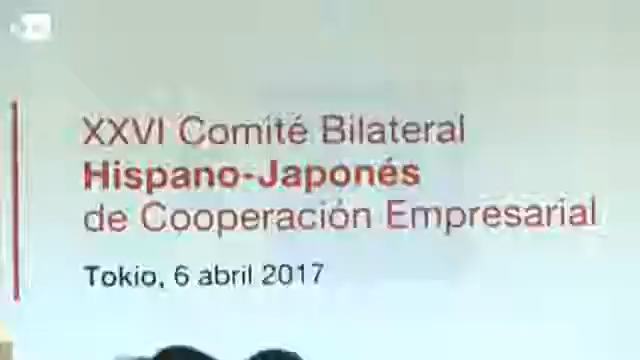 XXVI Comité Bilateral
Hispano-Japonés
de Cooperación Empresarial
Tokio, 6 abril 2017